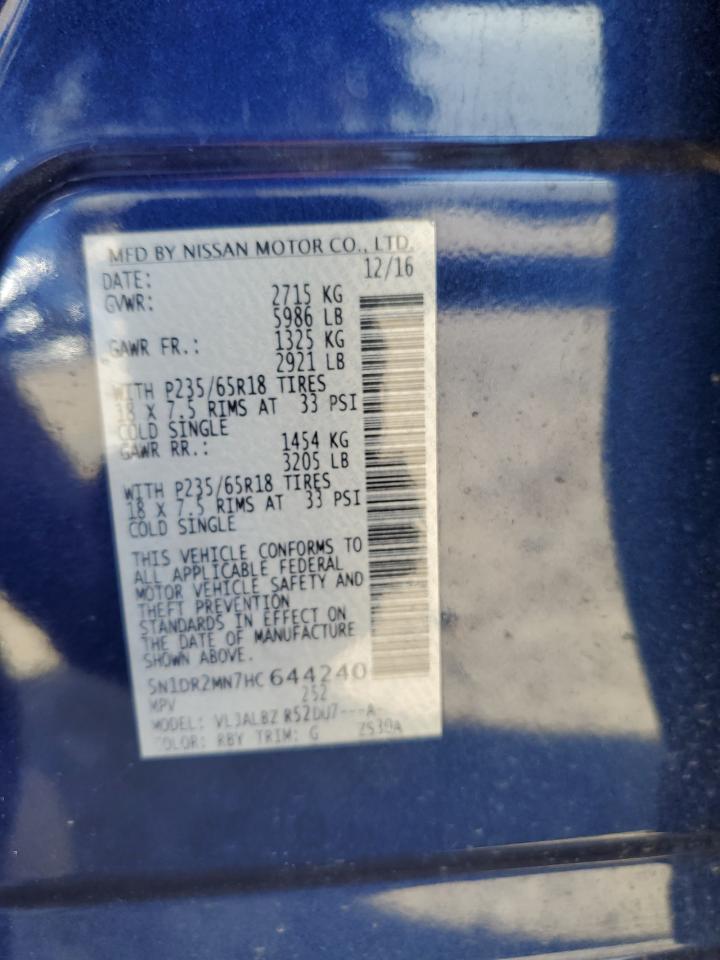 MFD BY NISSAN MOTOR CO., LTD.
DATE: 12/16
GVWR: 2715 KG
5986 LB
GAWR FR.: 1325 KG
2921 LB
WITH P235/65R18 TIRES
18 X 7.5 RIMS AT 33 PSI
COLD SINGLE
GAWR RR.: 1454 KG
3205 LB
WITH P235/65R18 TIRES
18 X 7.5 RIMS AT 33 PSI
COLD SINGLE
THIS VEHICLE CONFORMS TO
ALL APPLICABLE FEDERAL
MOTOR VEHICLE SAFETY AND
THEFT PREVENTION
STANDARDS IN EFFECT ON
THE DATE OF MANUFACTURE
SHOWN ABOVE.
5N1DR2MN7HC644240
MPV 252
MODEL: VL3ALBZ R52DU7---A-
COLOR: RBY TRIM: G 2530A